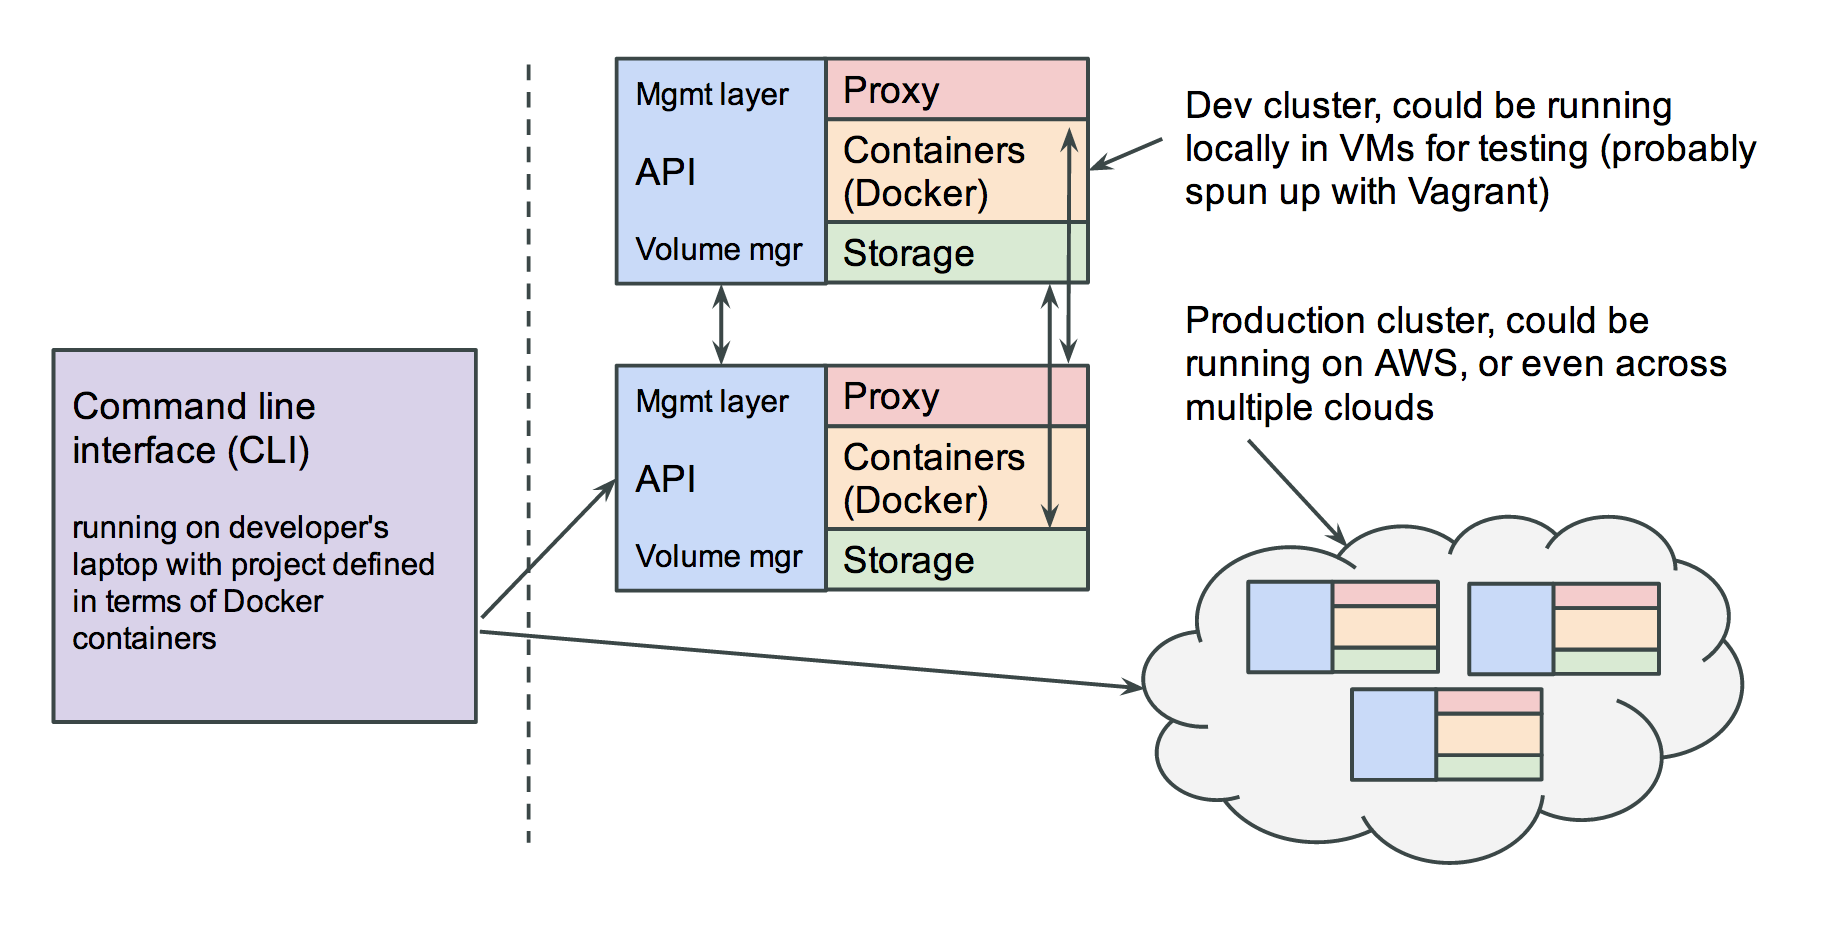 Mgmt layer
API
Volume mgr
Proxy
Containers
(Docker)
Storage
Dev cluster, could be running
locally in VMs for testing (probably
spun up with Vagrant)
Command line
interface (CLI)
running on developer's
laptop with project defined
in terms of Docker
containers
Mgmt layer
API
Volume mgr
Proxy
Containers
(Docker)
Storage
Production cluster, could be
running on AWS, or even across
multiple clouds